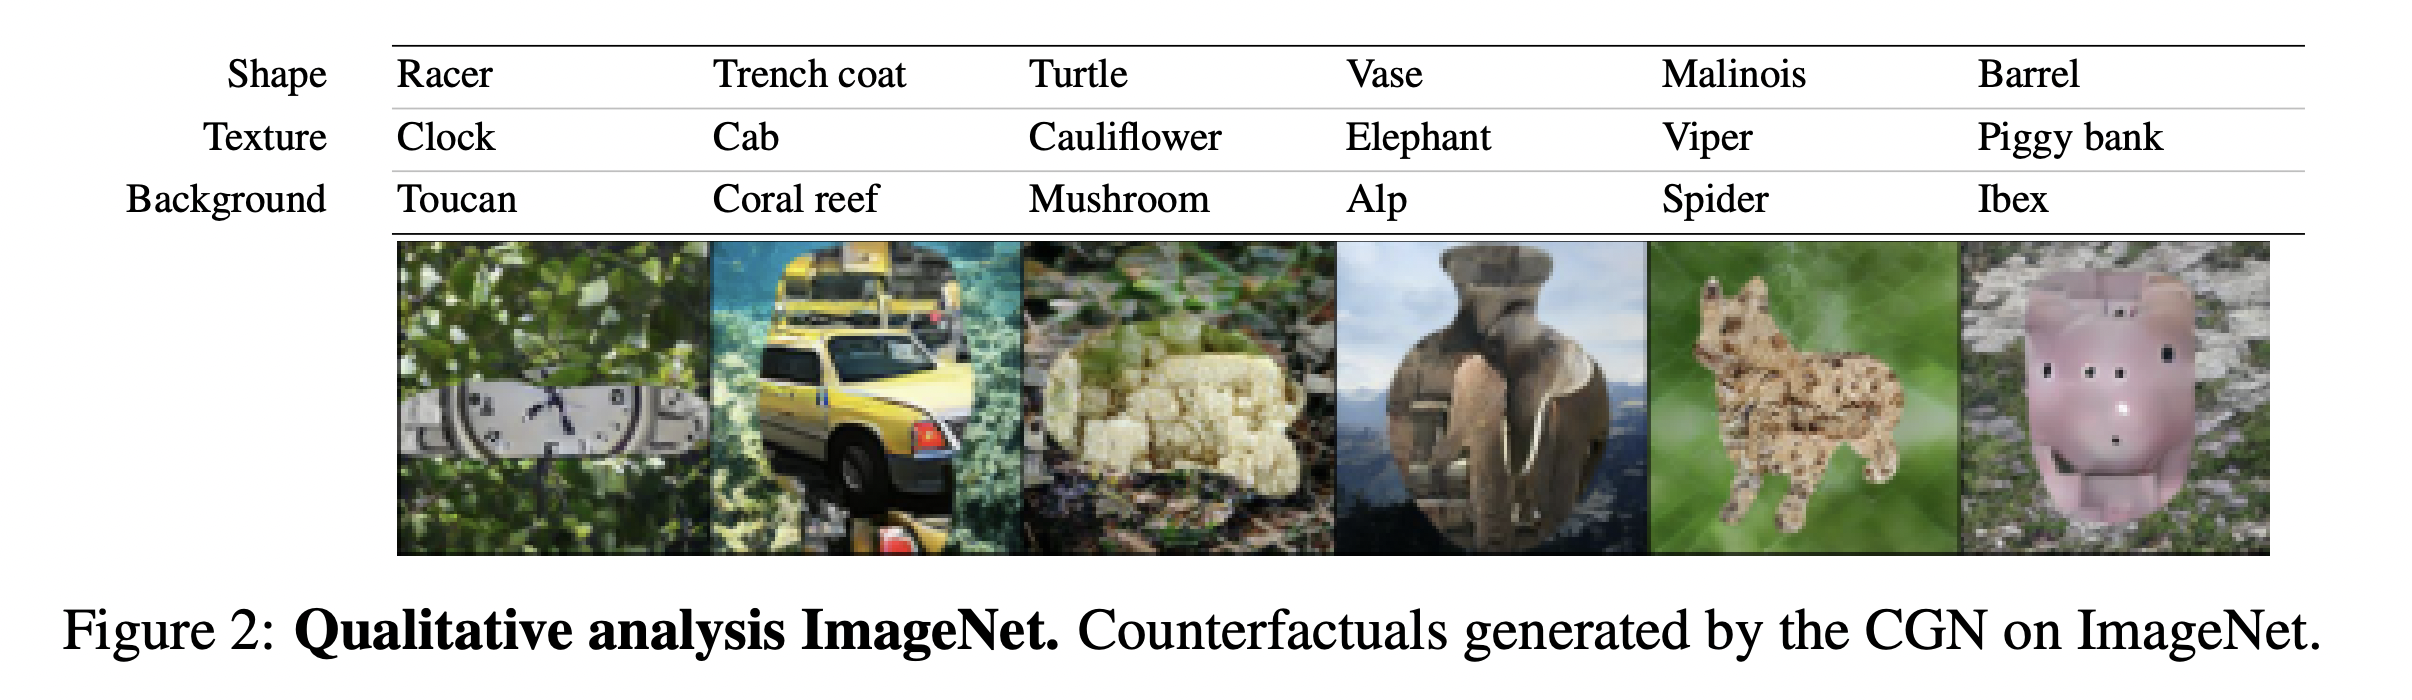 Shape Racer Trench coat Turtle Vase Malinois Barrel
Texture Clock Cab Cauliflower Elephant Viper Piggy bank
Background Toucan Coral reef Mushroom Alp Spider Ibex
Figure 2: Qualitative analysis ImageNet. Counterfactuals generated by the CGN on ImageNet.